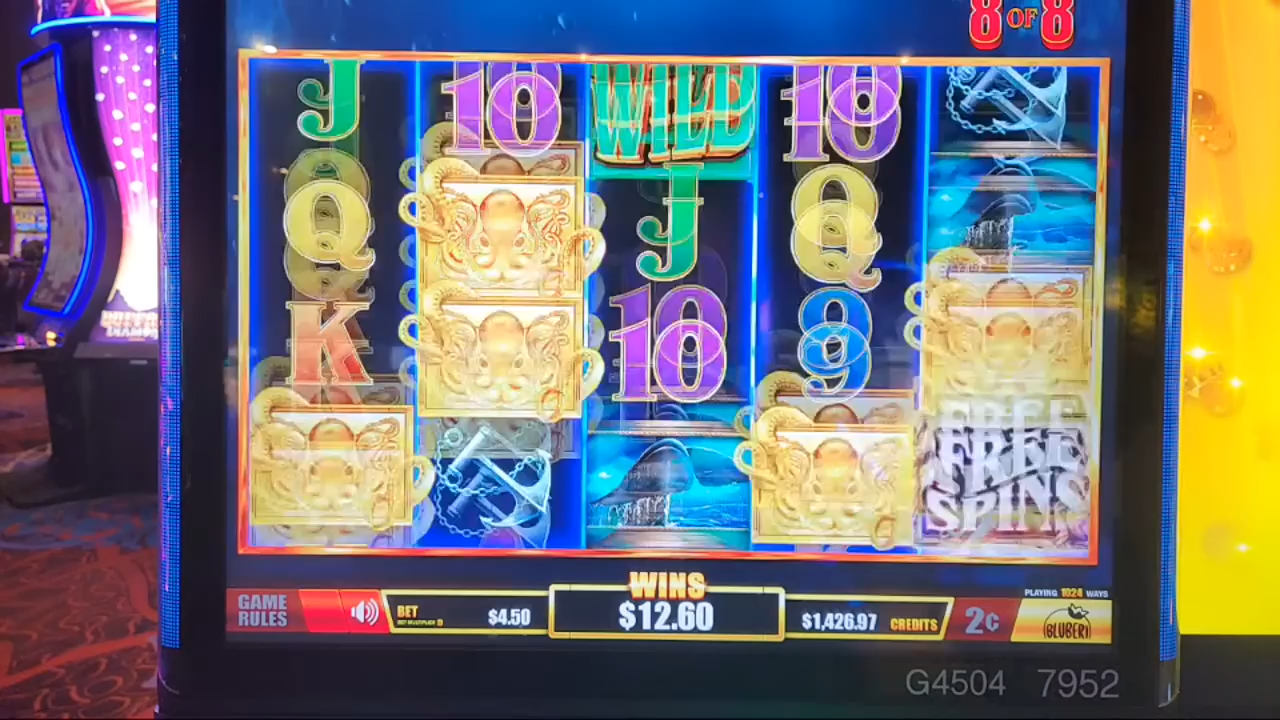 8 OF 8
J 10 WILD 10
Q J Q
K 10 9
FREE SPINS
WINS
GAME RULES BET $4.50 $12.60 $1,426.97 CREDITS 2¢ BLUBERI
PLAYING 1024 WAYS
G4504 7952